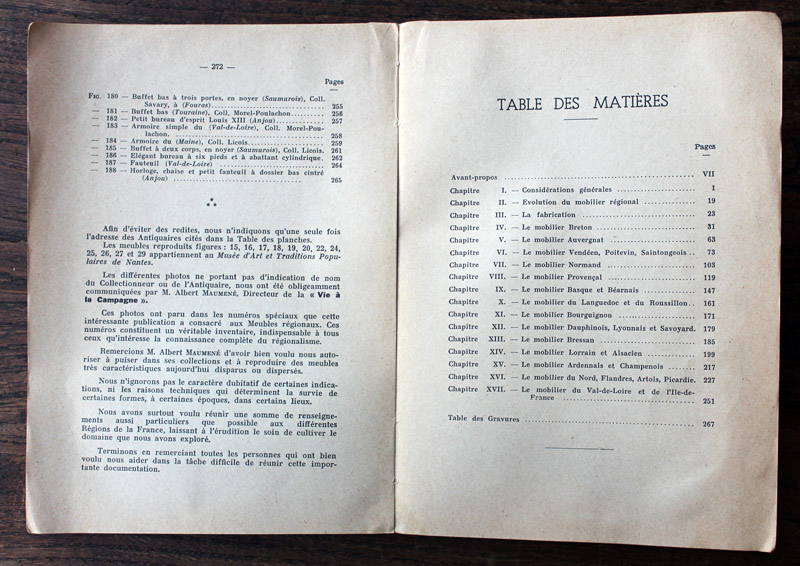 — 272 —
Pages
FIG. 180 — Buffet bas à trois portes, en noyer (Saumurois), Coll.
Savary, à (Fouras) 255
— 181 — Buffet bas (Touraine), Coll. Morel-Poulachon 256
— 182 — Petit bureau d'esprit Louis XIII (Anjou) 257
— 183 — Armoire simple du (Val-de-Loire), Coll. Morel-Pou-
lachon. 258
— 184 — Armoire du (Maine), Coll. Licois 259
— 185 — Buffet à deux corps, en noyer (Saumurois), Coll. Licois. 261
— 186 — Elégant bureau à six pieds et à abattant cylindrique. 262
— 187 — Fauteuil (Val-de-Loire) 264
— 188 — Horloge, chaise et petit fauteuil à dossier bas cintré
(Anjou) 265
Afin d'éviter des redites, nous n'indiquons qu'une seule fois
l'adresse des Antiquaires cités dans la Table des planches.
Les meubles reproduits figures : 15, 16, 17, 18, 19, 20, 22, 24,
25, 26, 27 et 29 appartiennent au Musée d'Art et Traditions Popu-
laires de Nantes.
Les différentes photos ne portant pas d'indication de nom
du Collectionneur ou de l'Antiquaire, nous ont été obligeamment
communiquées par M. Albert MAUMENÉ, Directeur de la « Vie à
la Campagne ».
Ces photos ont paru dans les numéros spéciaux que cette
intéressante publication a consacré aux Meubles régionaux. Ces
numéros constituent un véritable inventaire, indispensable à tous
ceux qu'intéresse la connaissance complète du régionalisme.
Remercions M. Albert MAUMENÉ d'avoir bien voulu nous auto-
riser à puiser dans ses collections et à reproduire des meubles
très caractéristiques aujourd'hui disparus ou dispersés.
Nous n'ignorons pas le caractère dubitatif de certaines indica-
tions, ni les raisons techniques qui déterminent la survie de
certaines formes, à certaines époques, dans certains lieux.
Nous avons surtout voulu réunir une somme de renseigne-
ments aussi particuliers que possible aux différentes
Régions de la France, laissant à l'érudition le soin de cultiver le
domaine que nous avons exploré.
Terminons en remerciant toutes les personnes qui ont bien
voulu nous aider dans la tâche difficile de réunir cette impor-
tante documentation.
TABLE DES MATIÈRES
Pages
Avant-propos VII
Chapitre I. — Considérations générales 1
Chapitre II. — Evolution du mobilier régional 19
Chapitre III. — La fabrication 23
Chapitre IV. — Le mobilier Breton 31
Chapitre V. — Le mobilier Auvergnat 63
Chapitre VI. — Le mobilier Vendéen, Poitevin, Saintongeois.. 73
Chapitre VII. — Le mobilier Normand 103
Chapitre VIII. — Le mobilier Provençal 119
Chapitre IX. — Le mobilier Basque et Béarnais 147
Chapitre X. — Le mobilier du Languedoc et du Roussillon.. 161
Chapitre XI. — Le mobilier Bourguignon 171
Chapitre XII. — Le mobilier Dauphinois, Lyonnais et Savoyard. 179
Chapitre XIII. — Le mobilier Bressan 185
Chapitre XIV. — Le mobilier Lorrain et Alsacien 199
Chapitre XV. — Le mobilier Ardennais et Champenois 217
Chapitre XVI. — Le mobilier du Nord, Flandres, Artois, Picardie. 227
Chapitre XVII. — Le mobilier du Val-de-Loire et de l'Ile-de-
France 251
Table des Gravures 267